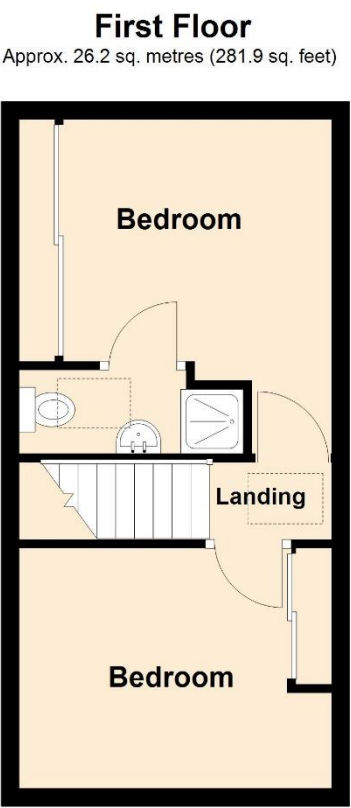 First Floor
Approx. 26.2 sq. metres (281.9 sq. feet)
Bedroom
Landing
Bedroom